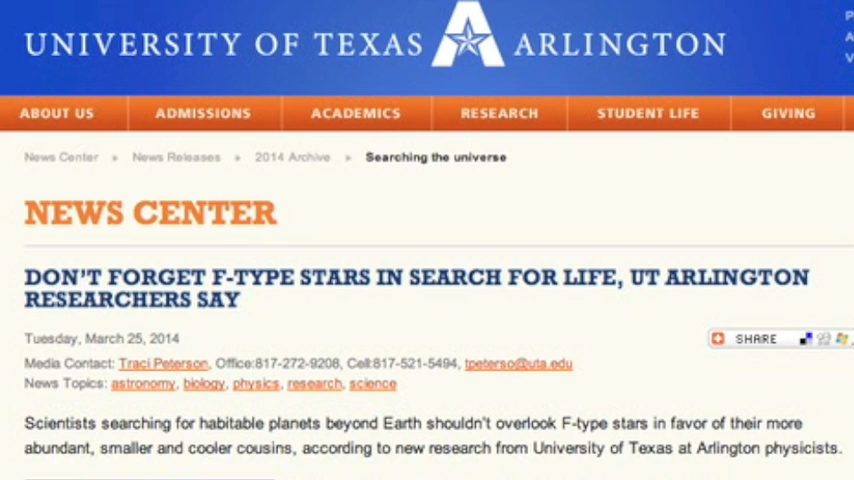 UNIVERSITY OF TEXAS A ARLINGTON
P
A
V
ABOUT US ADMISSIONS ACADEMICS RESEARCH STUDENT LIFE GIVING
News Center » News Releases » 2014 Archive » Searching the universe
NEWS CENTER
DON'T FORGET F-TYPE STARS IN SEARCH FOR LIFE, UT ARLINGTON
RESEARCHERS SAY
Tuesday, March 25, 2014
SHARE
Media Contact: Traci Peterson, Office:817-272-9208, Cell:817-521-5494, tpeterso@uta.edu
News Topics: astronomy, biology, physics, research, science
Scientists searching for habitable planets beyond Earth shouldn't overlook F-type stars in favor of their more
abundant, smaller and cooler cousins, according to new research from University of Texas at Arlington physicists.